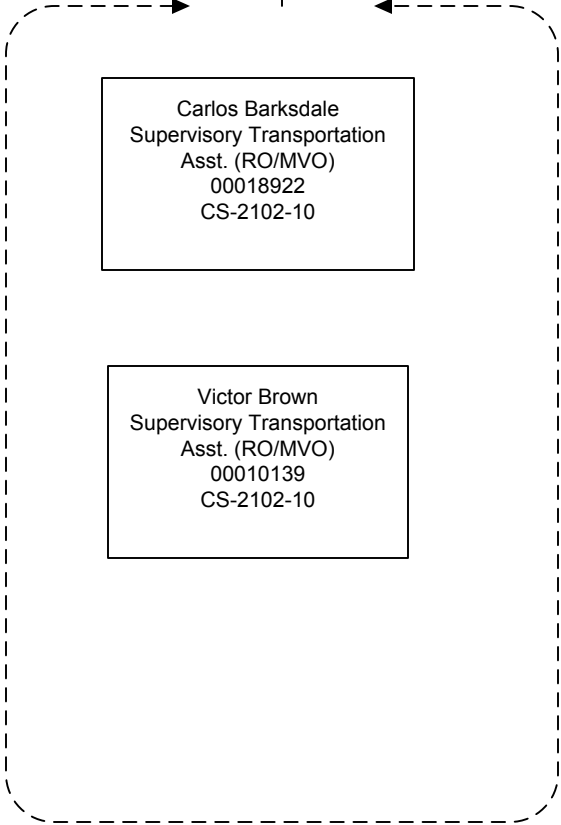 Carlos Barksdale
Supervisory Transportation
Asst. (RO/MVO)
00018922
CS-2102-10
Victor Brown
Supervisory Transportation
Asst. (RO/MVO)
00010139
CS-2102-10